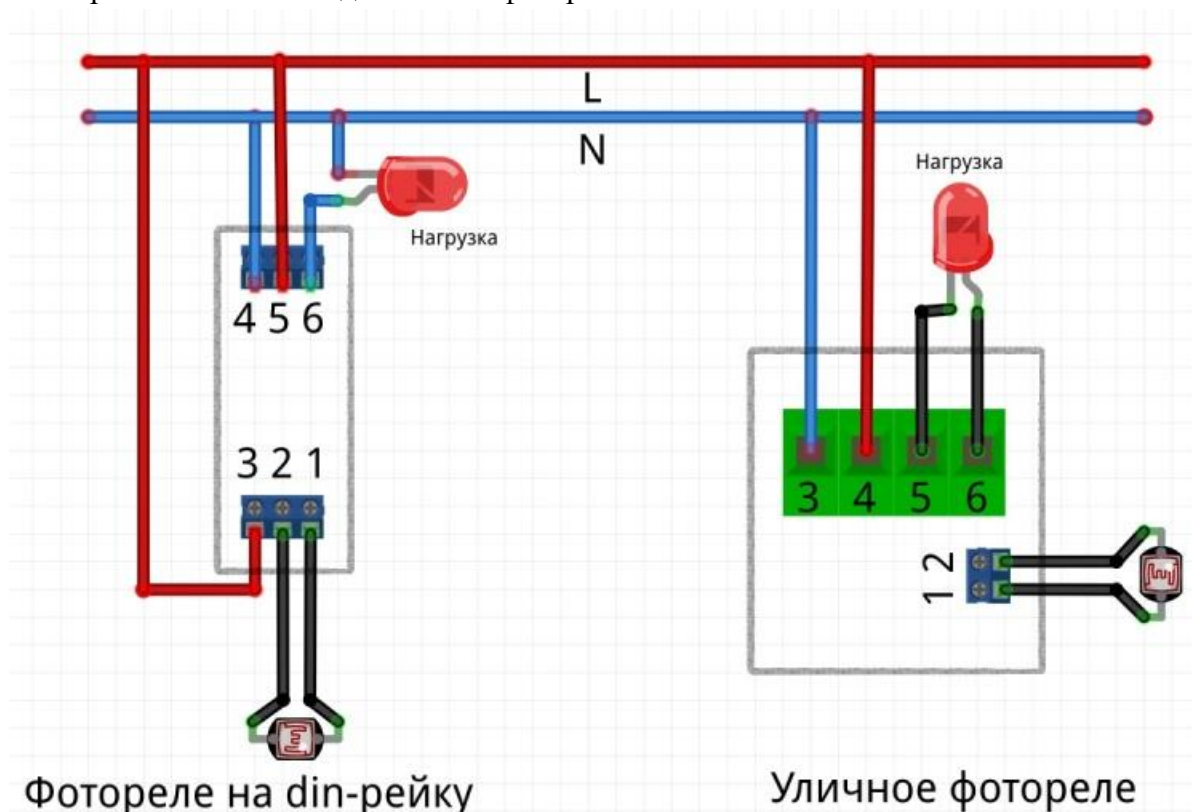 L
N
Нагрузка
Нагрузка
4 5 6
3 2 1
3 4 5 6
1 2
Фотореле на din-рейку
Уличное фотореле